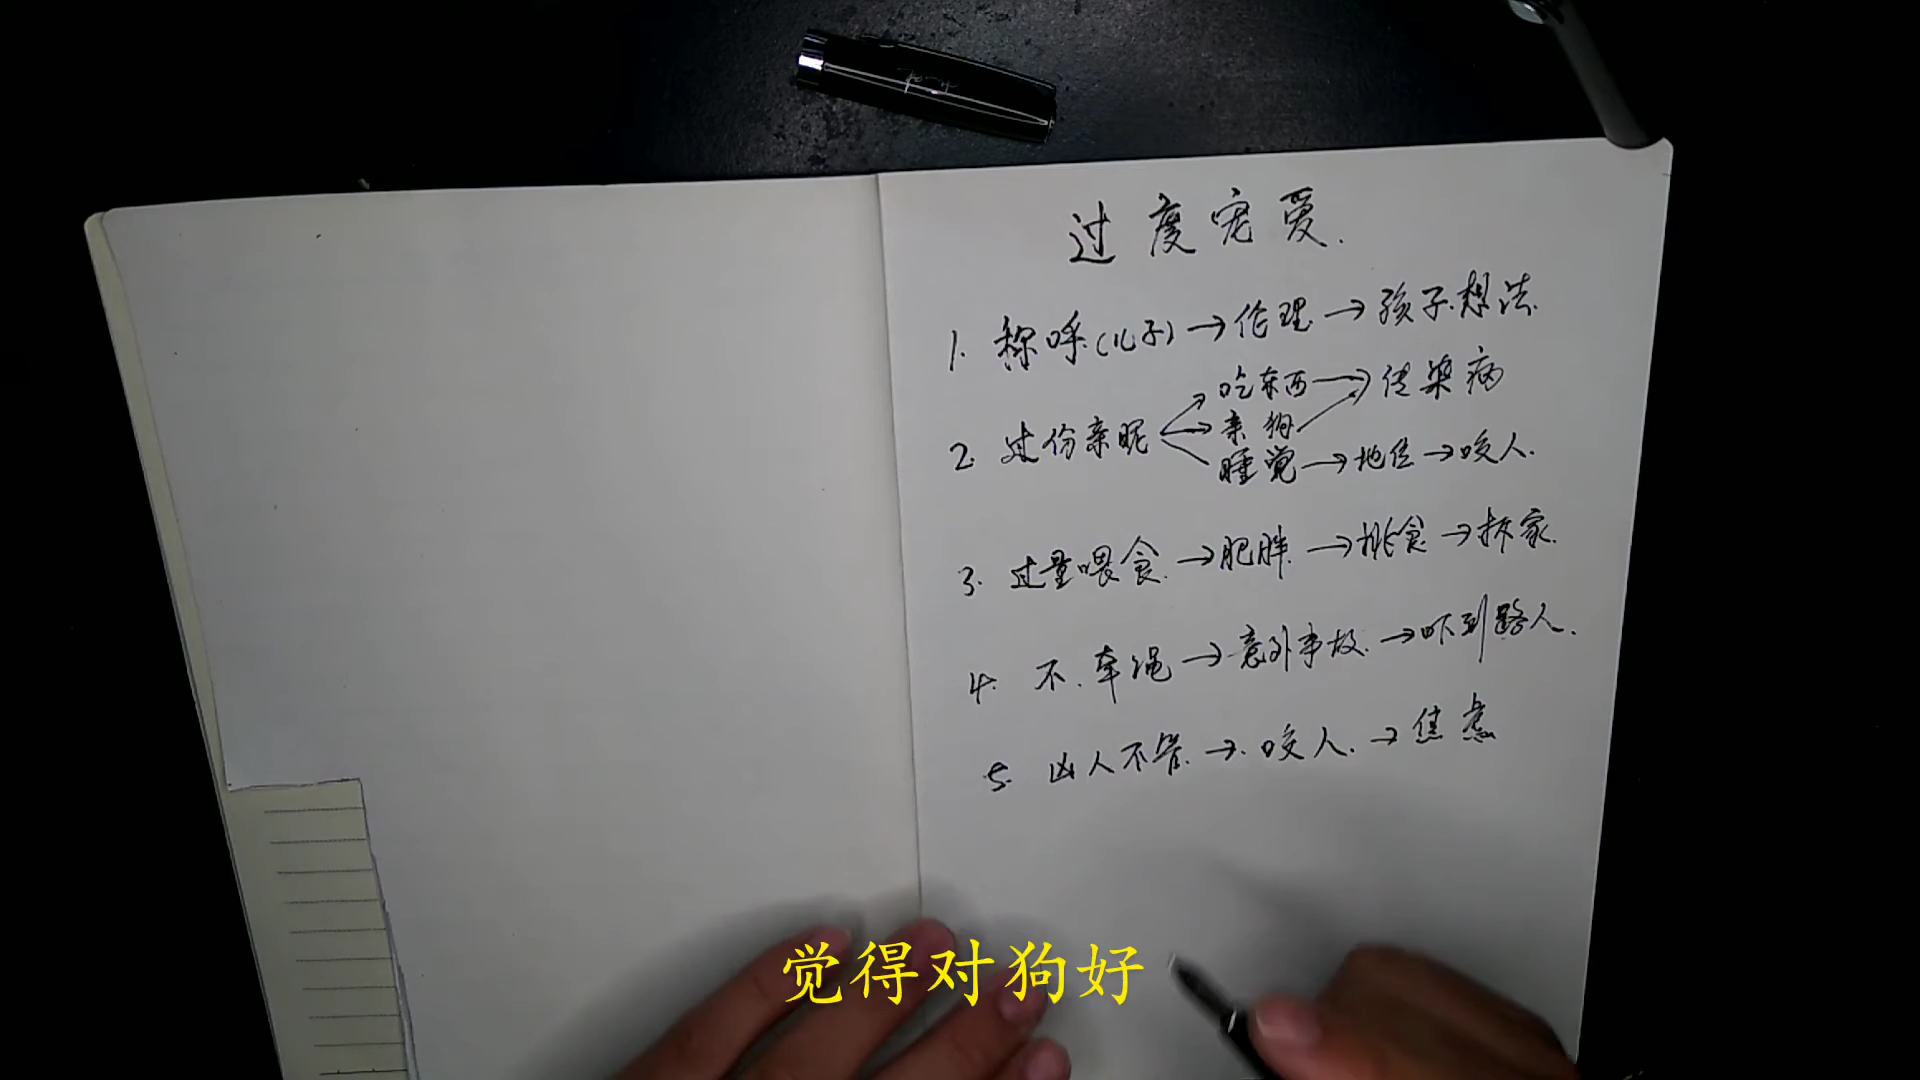 过度宠爱.
1. 称呼(儿子)→伦理→孩子想法.
吃东西→传染病
2. 过份亲昵→亲狗
睡觉→地位→咬人.
3. 过量喂食.→肥胖.→挑食→拆家.
4. 不牵绳→意外事故.→吓到路人.
5. 凶人不管.→咬人.→焦虑
觉得对狗好